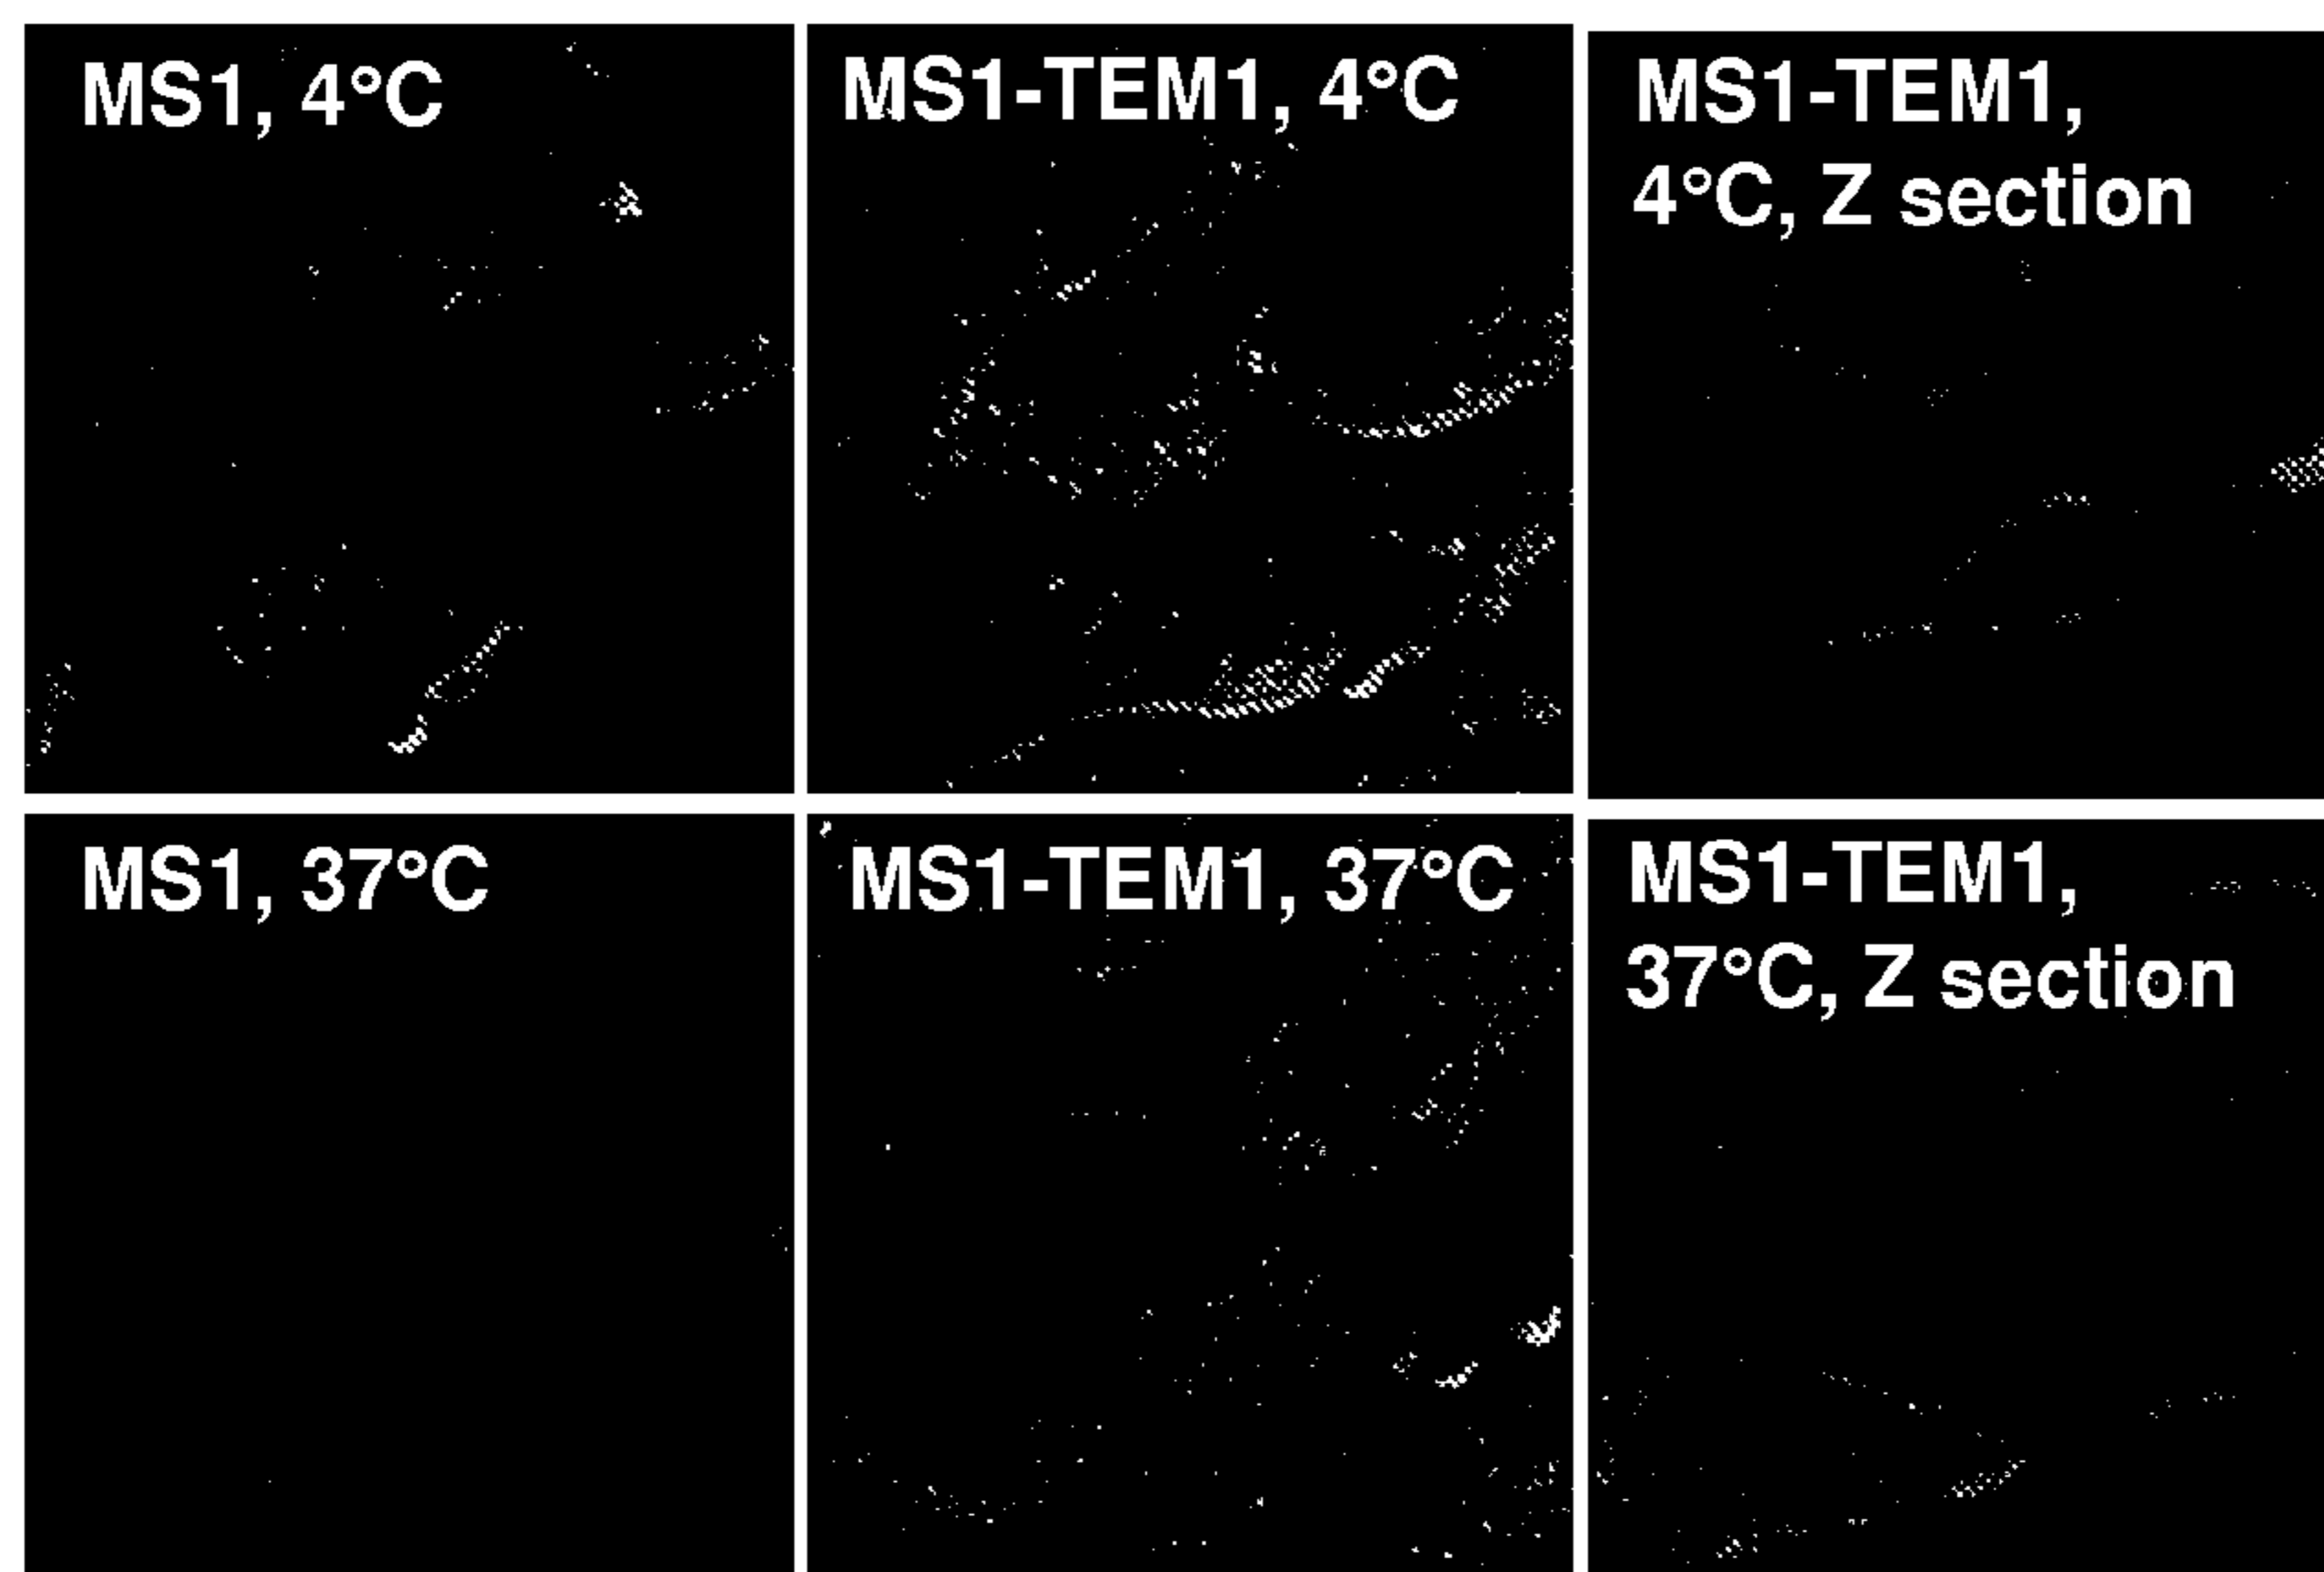 MS1, 4°C
MS1-TEM1, 4°C
MS1-TEM1,
4°C, Z section
MS1, 37°C
MS1-TEM1, 37°C
MS1-TEM1,
37°C, Z section